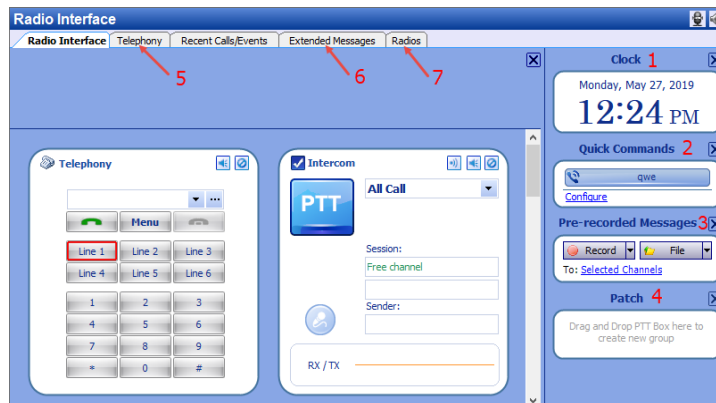 Radio Interface
Radio Interface Telephony Recent Calls/Events Extended Messages Radios
5 6 7
Clock 1
Monday, May 27, 2019
12:24 PM
Quick Commands 2
qwe
Configure
Pre-recorded Messages 3
Record File
To: Selected Channels
Patch 4
Drag and Drop PTT Box here to
create new group
Telephony
Menu
Line 1 Line 2 Line 3
Line 4 Line 5 Line 6
1 2 3
4 5 6
7 8 9
* 0 #
Intercom
PTT
All Call
Session:
Free channel
Sender:
RX / TX